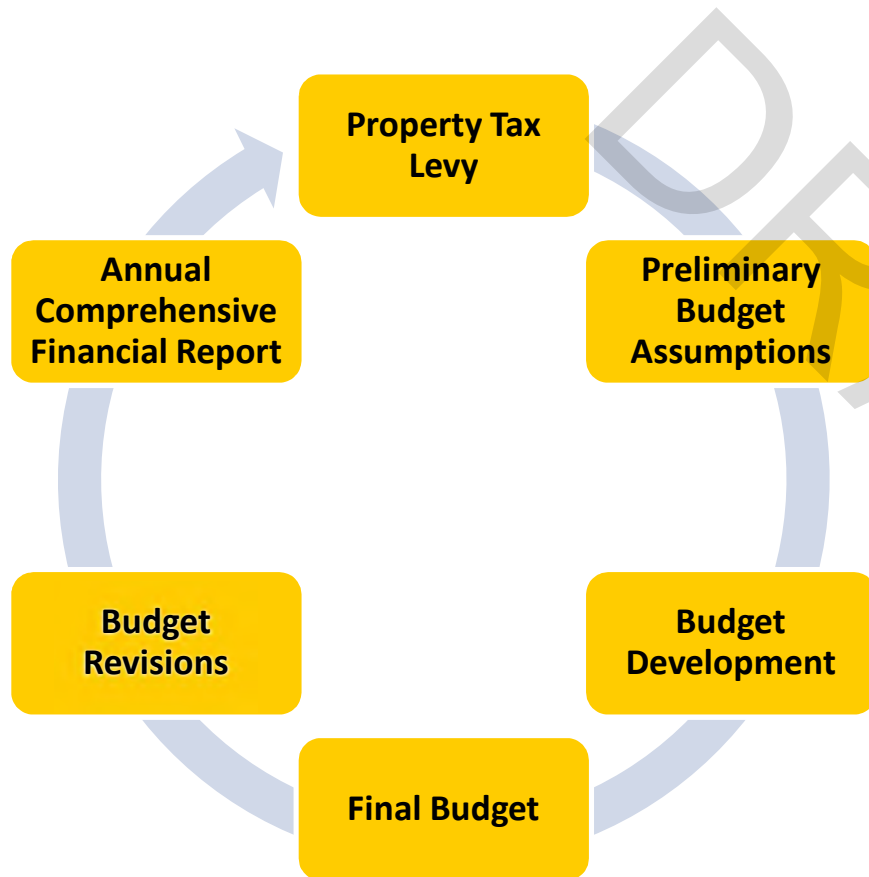 Property Tax
Levy
Preliminary
Budget
Assumptions
Budget
Development
Final Budget
Budget
Revisions
Annual
Comprehensive
Financial Report